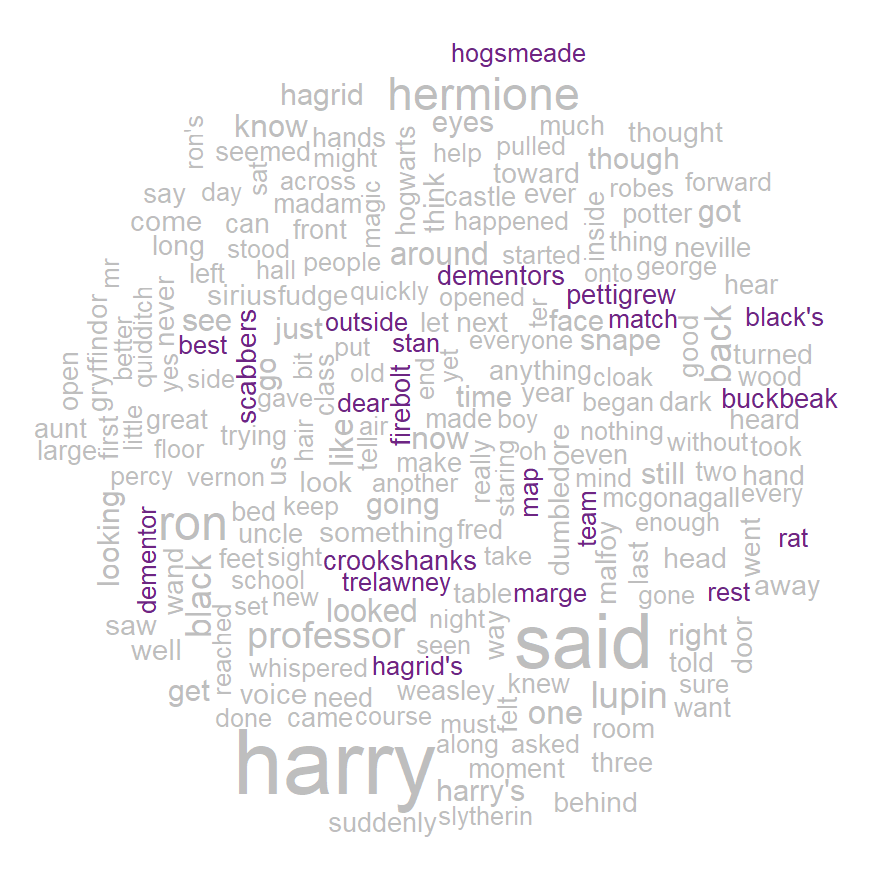 hogsmeade
hagrid
hermione
ron's
know
hands
eyes
much
thought
seemed
might
help
pulled
though
sat
across
hogwarts
think
toward
robes
forward
say
day
madam
magic
castle
ever
potter
got
come
can
front
happened
inside
thing
neville
long
stood
people
around
started
mr
left
hall
dementors
onto
george
hear
never
sirius
fudge
quickly
opened
pettigrew
gryffindor
better
quidditch
see
scabbers
just
outside
let
next
ter
face
match
black's
back
best
stan
everyone
snape
good
turned
open
yes
side
go
bit
class
put
old
end
yet
anything
cloak
wood
aunt
first
little
great
gave
dear
firebolt
time
year
began
dark
buckbeak
large
floor
trying
us
hair
like
tell
air
now
made
boy
nothing
heard
percy
vernon
look
make
another
really
staring
oh
even
without
took
looking
ron
bed
keep
going
map
dumbledore
mind
still
two
hand
uncle
something
fred
team
mcgonagall
every
enough
dementor
wand
black
feet
sight
crookshanks
take
malfoy
last
head
went
rat
school
trelawney
table
marge
gone
rest
away
saw
set
new
looked
night
way
said
well
reached
professor
seen
right
door
whispered
hagrid's
told
get
voice
need
weasley
knew
lupin
sure
done
came
course
must
felt
one
want
harry
along
asked
room
moment
three
harry's
suddenly
slytherin
behind